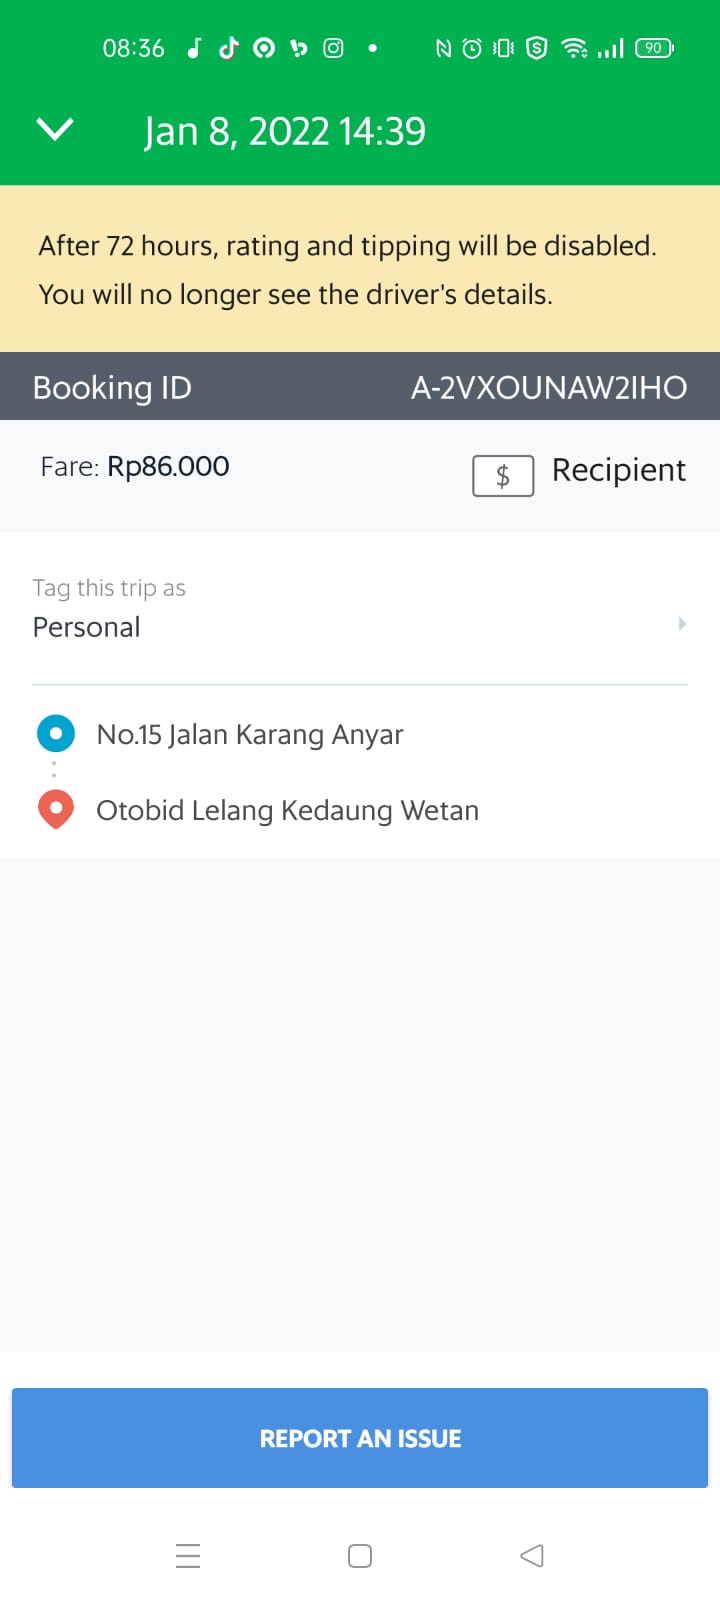 08:36
90
Jan 8, 2022 14:39
After 72 hours, rating and tipping will be disabled.
You will no longer see the driver's details.
Booking ID A-2VXOUNAW2IHO
Fare: Rp86.000 $ Recipient
Tag this trip as
Personal
No.15 Jalan Karang Anyar
Otobid Lelang Kedaung Wetan
REPORT AN ISSUE